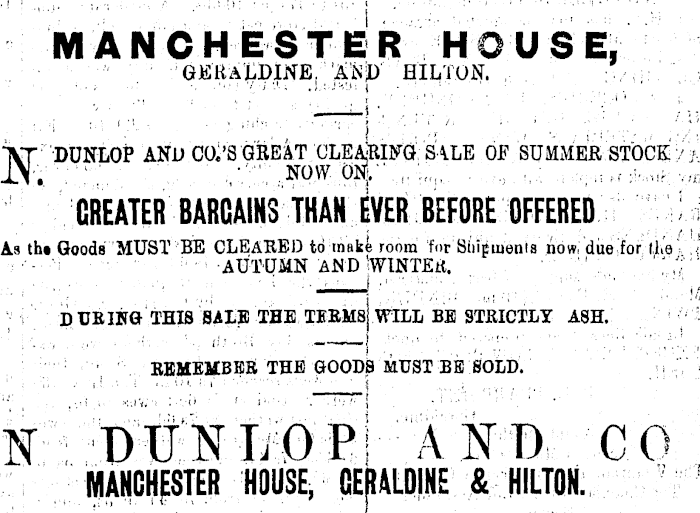 MANCHESTER HOUSE,
GERALDINE, AND HILTON.
N. DUNLOP AND CO.'S GREAT CLEARING SALE OF SUMMER STOCK
NOW ON.
GREATER BARGAINS THAN EVER BEFORE OFFERED
As the Goods MUST BE CLEARED to make room for Shipments now due for the
AUTUMN AND WINTER.
DURING THIS SALE THE TERMS WILL BE STRICTLY ASH.
REMEMBER THE GOODS MUST BE SOLD.
N DUNLOP AND CO
MANCHESTER HOUSE, GERALDINE & HILTON.